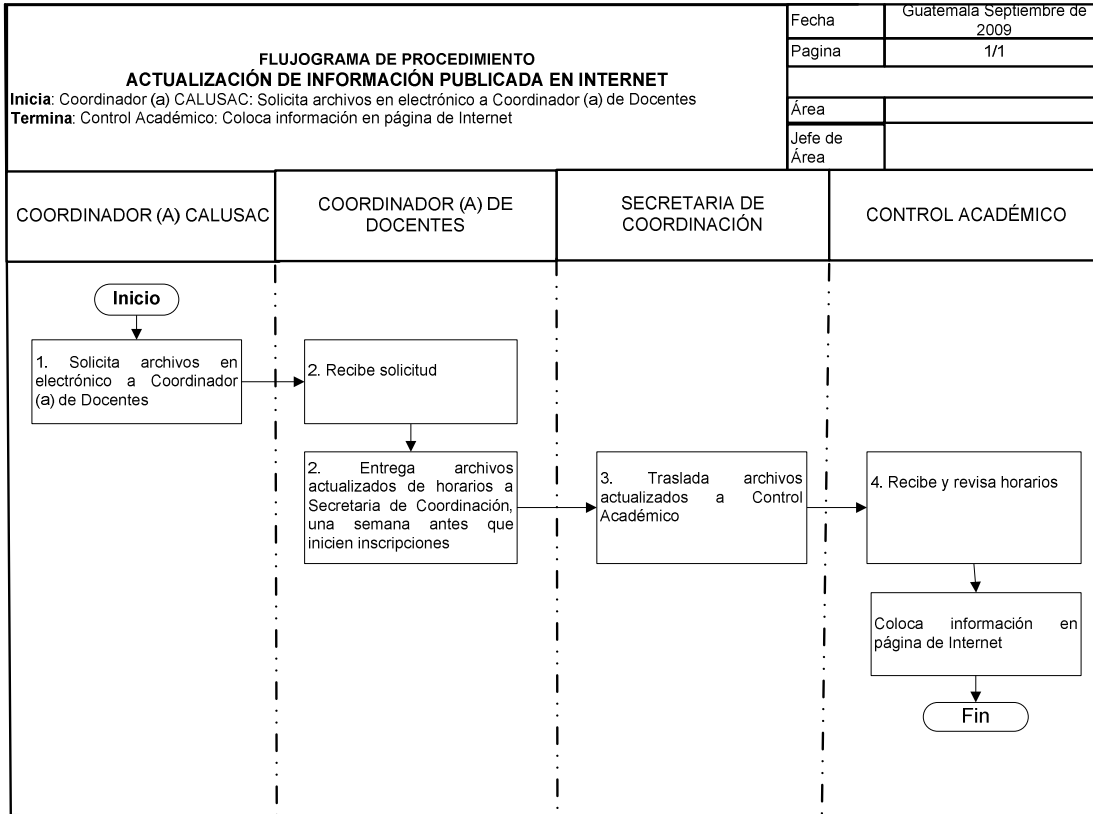 FLUJOGRAMA DE PROCEDIMIENTO
ACTUALIZACIÓN DE INFORMACIÓN PUBLICADA EN INTERNET
Inicia: Coordinador (a) CALUSAC: Solicita archivos en electrónico a Coordinador (a) de Docentes
Termina: Control Académico: Coloca información en página de Internet
Fecha
Guatemala Septiembre de
2009
Pagina
1/1
Área
Jefe de
Área
COORDINADOR (A) CALUSAC
COORDINADOR (A) DE
DOCENTES
SECRETARIA DE
COORDINACIÓN
CONTROL ACADÉMICO
Inicio
1. Solicita archivos en
electrónico a Coordinador
(a) de Docentes
2. Recibe solicitud
2. Entrega archivos
actualizados de horarios a
Secretaria de Coordinación,
una semana antes que
inicien inscripciones
3. Traslada archivos
actualizados a Control
Académico
4. Recibe y revisa horarios
Coloca información en
página de Internet
Fin